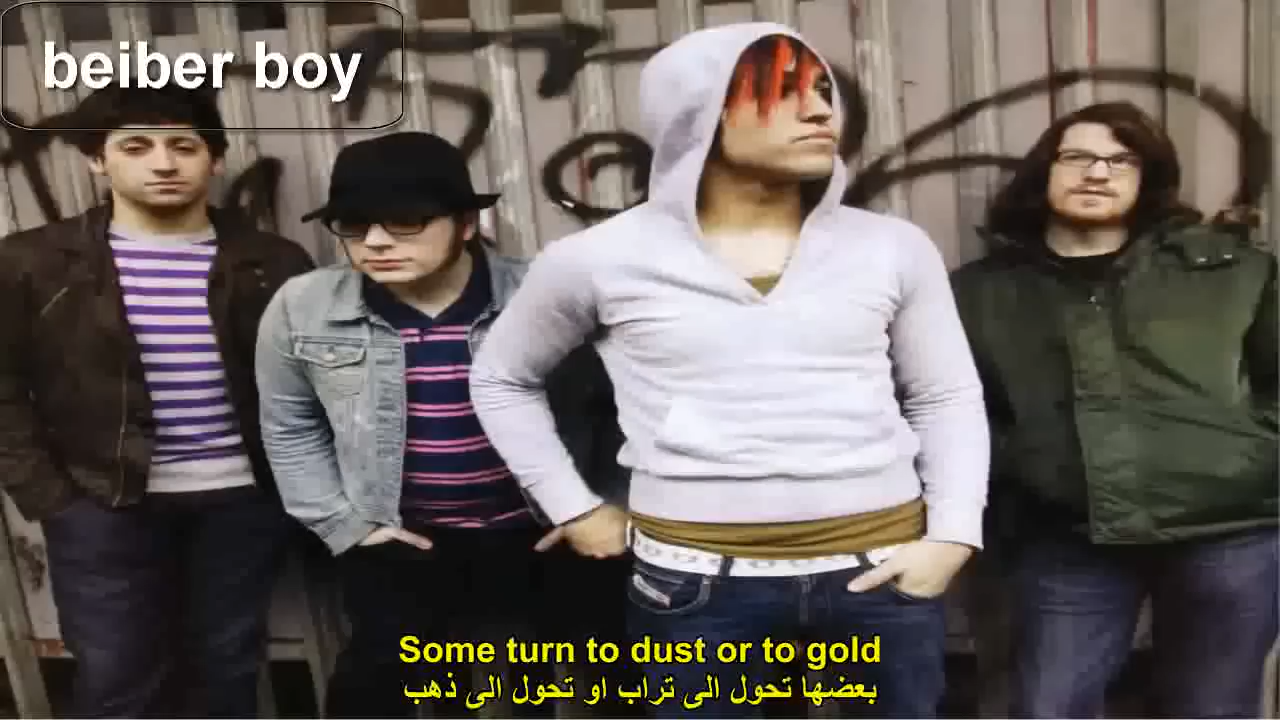 beiber boy
Some turn to dust or to gold
بعضها تحول الى تراب او تحول الى ذهب